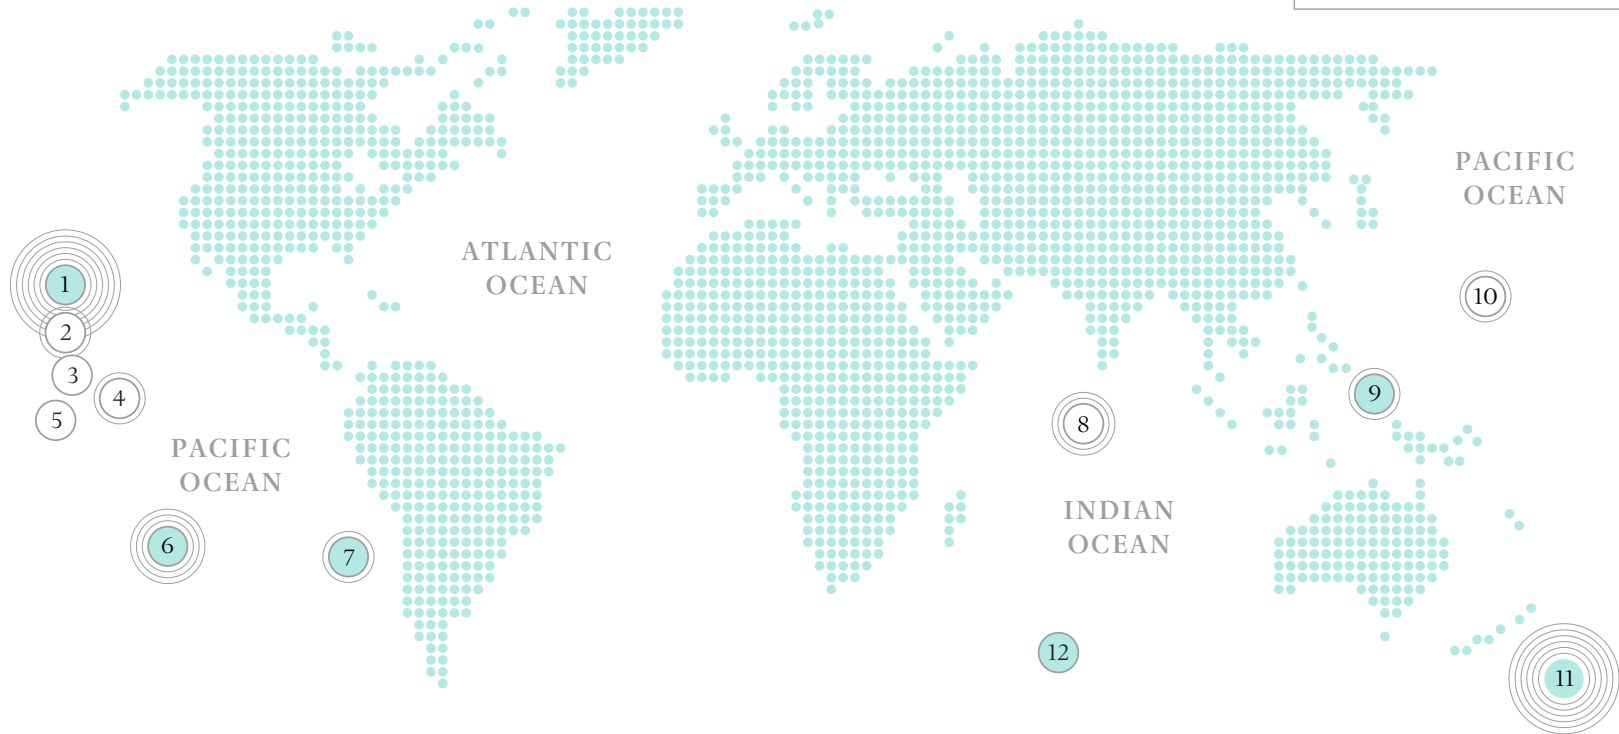 PACIFIC
OCEAN
ATLANTIC
OCEAN
1
10
2
3
4
9
5
8
PACIFIC
OCEAN
INDIAN
OCEAN
6
7
12
11